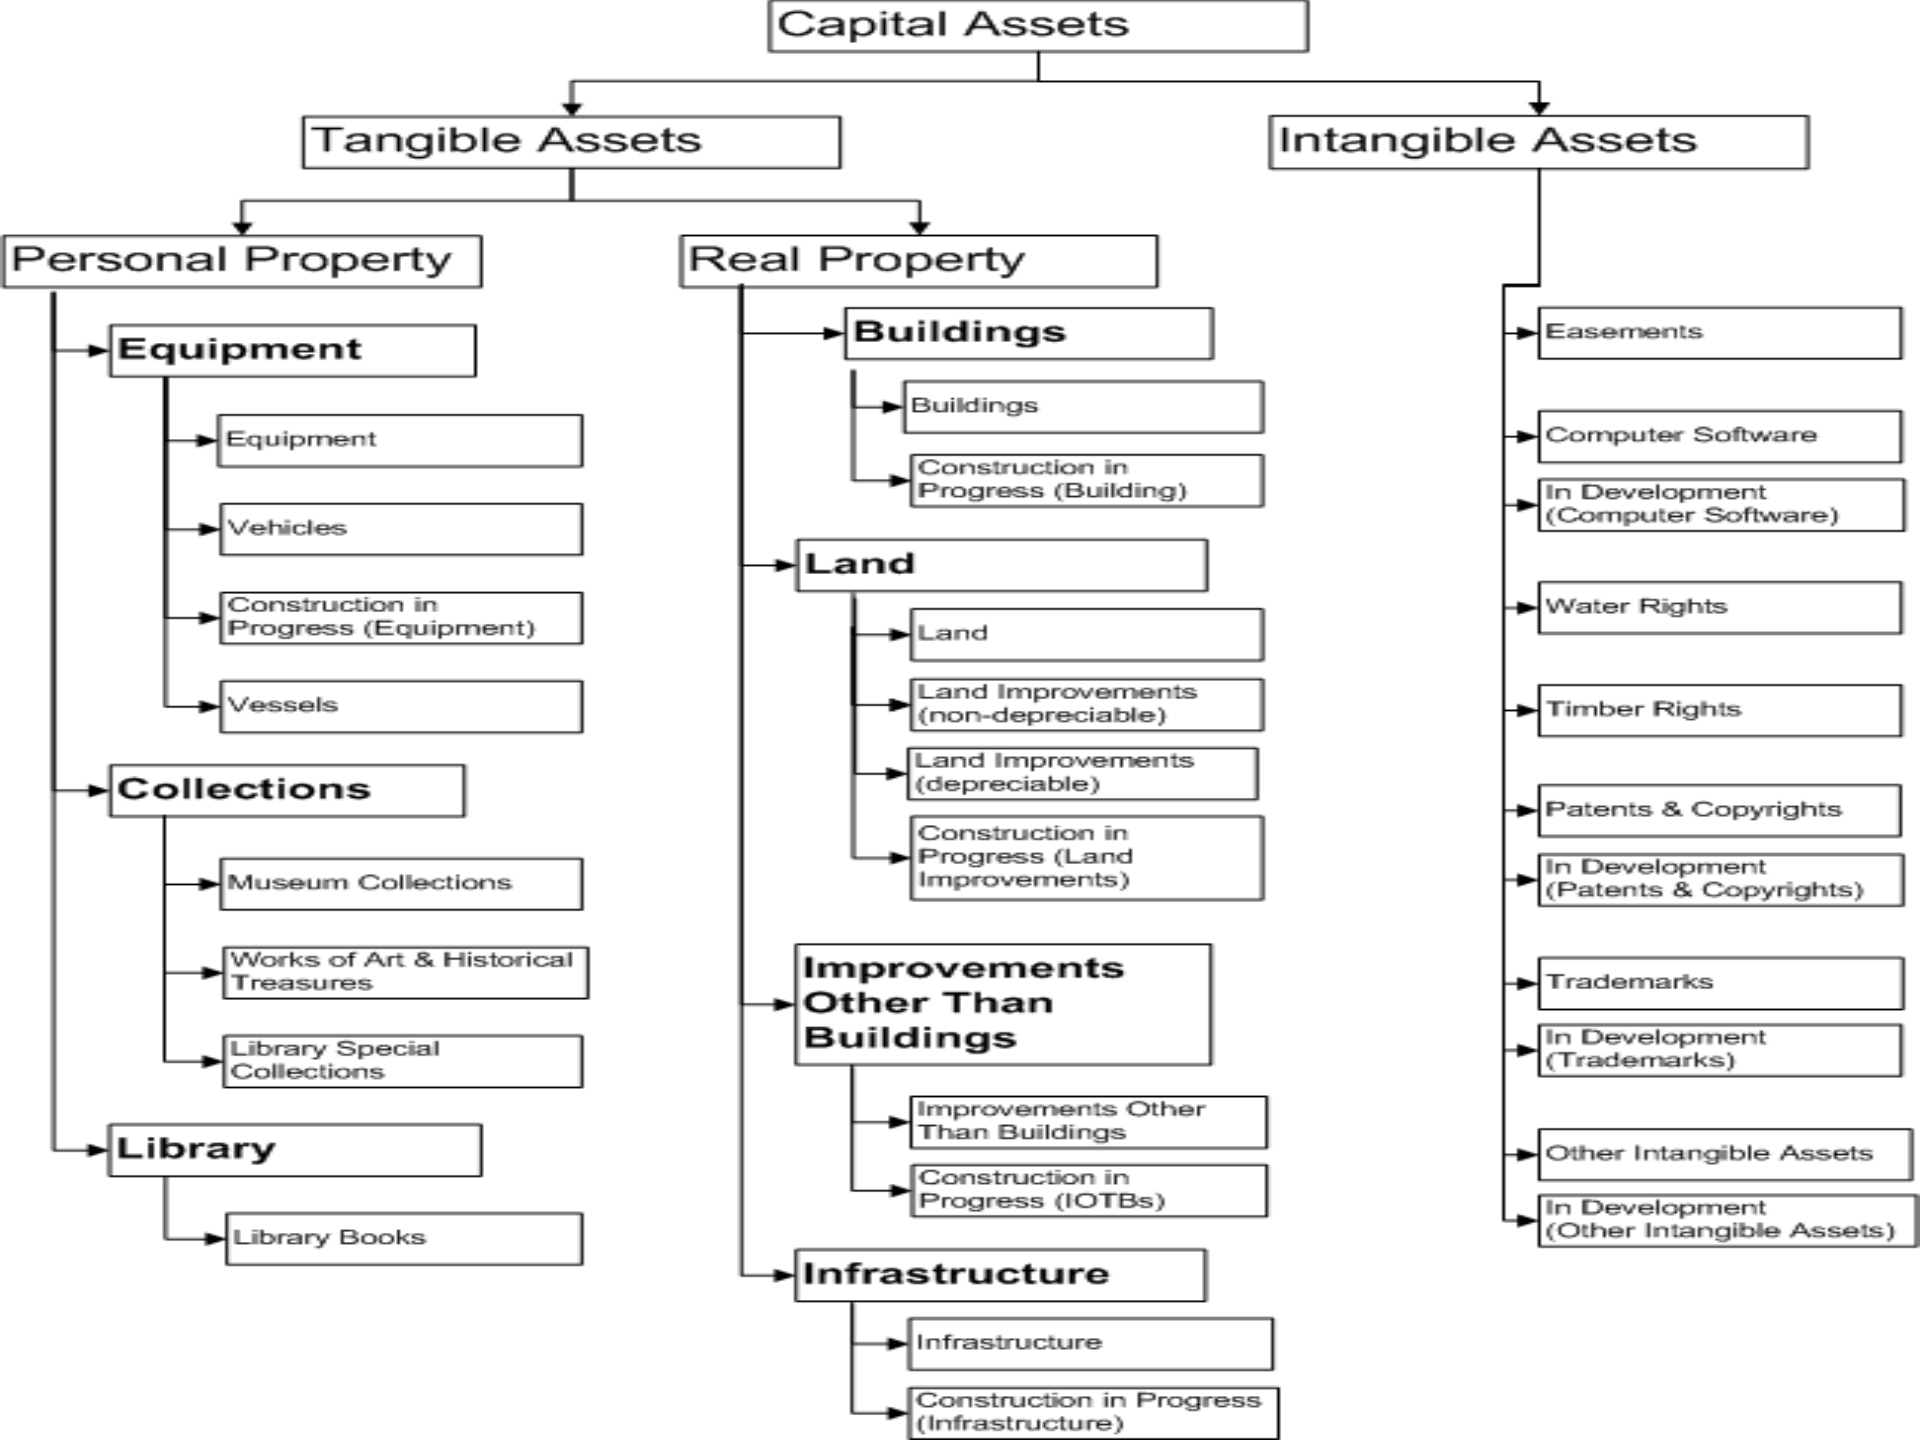 Capital Assets
Tangible Assets
Intangible Assets
Personal Property
Equipment
Equipment
Vehicles
Construction in
Progress (Equipment)
Vessels
Collections
Museum Collections
Works of Art & Historical
Treasures
Library Special
Collections
Library
Library Books
Real Property
Buildings
Buildings
Construction in
Progress (Building)
Land
Land
Land Improvements
(non-depreciable)
Land Improvements
(depreciable)
Construction in
Progress (Land
Improvements)
Improvements
Other Than
Buildings
Improvements Other
Than Buildings
Construction in
Progress (IOTBs)
Infrastructure
Infrastructure
Construction in Progress
(Infrastructure)
Easements
Computer Software
In Development
(Computer Software)
Water Rights
Timber Rights
Patents & Copyrights
In Development
(Patents & Copyrights)
Trademarks
In Development
(Trademarks)
Other Intangible Assets
In Development
(Other Intangible Assets)